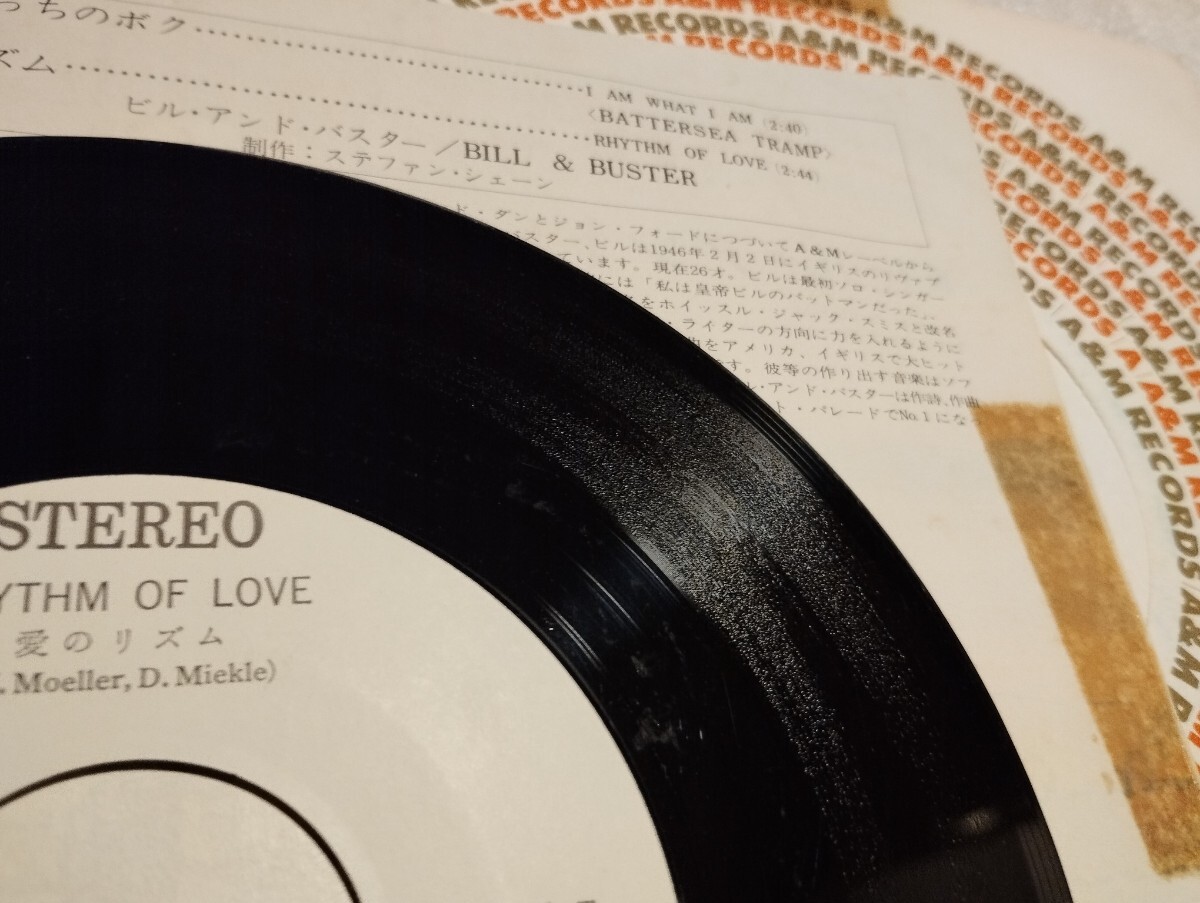 っちのボク
I AM WHAT I AM (2:40)
〈BATTERSEA TRAMP〉
ズム
RHYTHM OF LOVE (2:44)
ビル・アンド・バスター/BILL & BUSTER
制作:ステファン・シェーン
ド・ダンとジョン・フォードにつづいてA&Mレーベルから
バスター、ビルは1946年2月2日にイギリスのリヴァプ
ています。現在26才。ビルは最初ソロ・シンガー
には「私は皇帝ビルのバットマンだった
をホイッスル・ジャック・スミスと改名
・ライターの方向に力を入れるように
をアメリカ、イギリスで大ヒット
す。彼等の作り出す音楽はソフ
ル・アンド・バスターは作詩、作曲
ト・パレードでNo.1にな
STEREO
YTHM OF LOVE
愛のリズム
. Moeller, D. Miekle)
A&M RECORDS A&M RECORDS A&M RECORDS